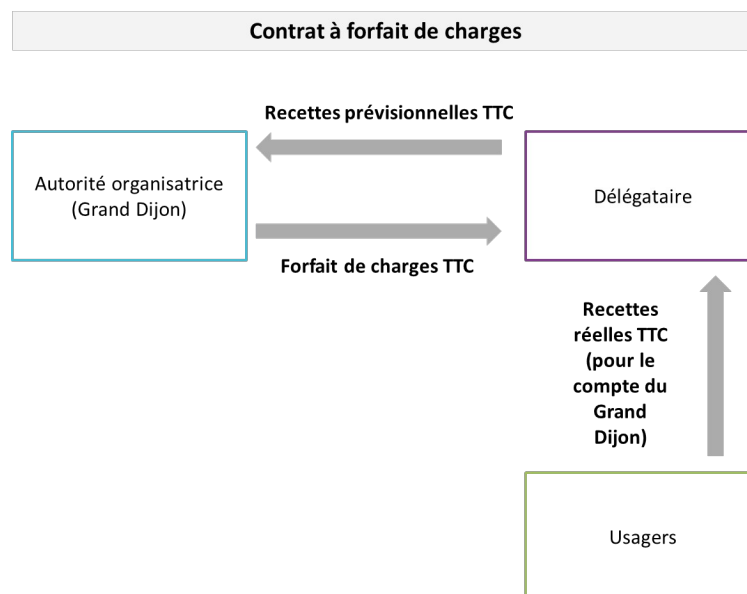 Contrat à forfait de charges
Recettes prévisionnelles TTC
Autorité organisatrice
(Grand Dijon)
Délégataire
Forfait de charges TTC
Recettes
réelles TTC
(pour le
compte du
Grand
Dijon)
Usagers